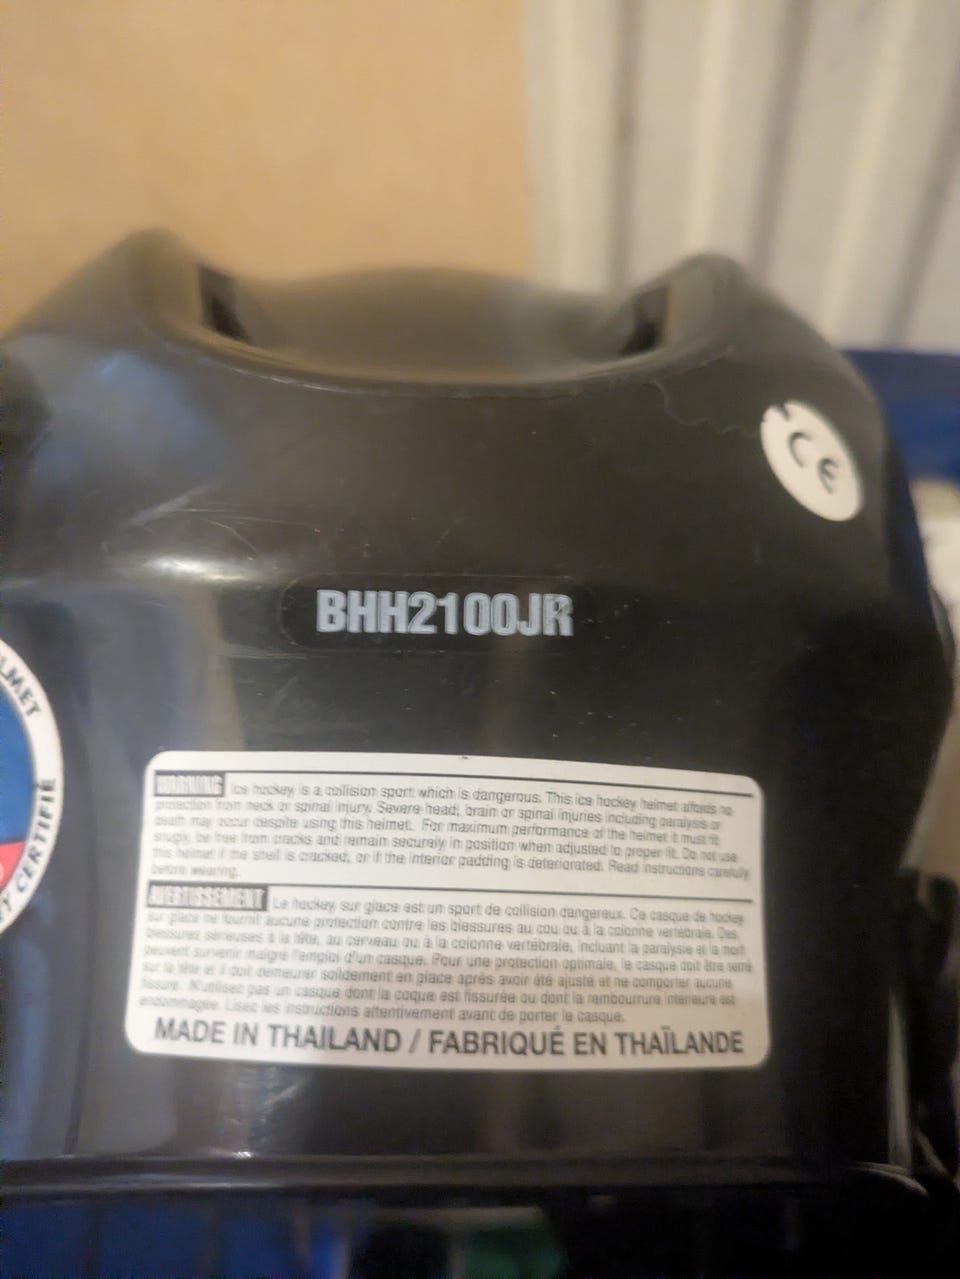 CE
BHH2100JR
LMET
CERTIFIÉ
WARNING Ice hockey is a collision sport which is dangerous. This ice hockey helmet affords no
protection from neck or spinal injury. Severe head, brain or spinal injuries including paralysis or
death may occur despite using this helmet. For maximum performance of the helmet it must fit
snugly, be free from cracks and remain securely in position when adjusted to proper fit. Do not use
this helmet if the shell is cracked, or if the interior padding is deteriorated. Read instructions carefully
before wearing.
AVERTISSEMENT Le hockey sur glace est un sport de collision dangereux. Ce casque de hockey
sur glace ne fournit aucune protection contre les blessures au cou ou à la colonne vertébrale. Des
blessures sérieuses à la tête, au cerveau ou à la colonne vertébrale, incluant la paralysie et la mort
peuvent survenir malgré l'emploi d'un casque. Pour une protection optimale, le casque doit être serré
sur la tête et il doit demeurer solidement en place après avoir été ajusté et ne comporter aucune
fissure. N'utilisez pas un casque dont la coque est fissurée ou dont la rembourrure intérieure est
endommagée. Lisez les instructions attentivement avant de porter le casque.
MADE IN THAILAND / FABRIQUÉ EN THAÏLANDE